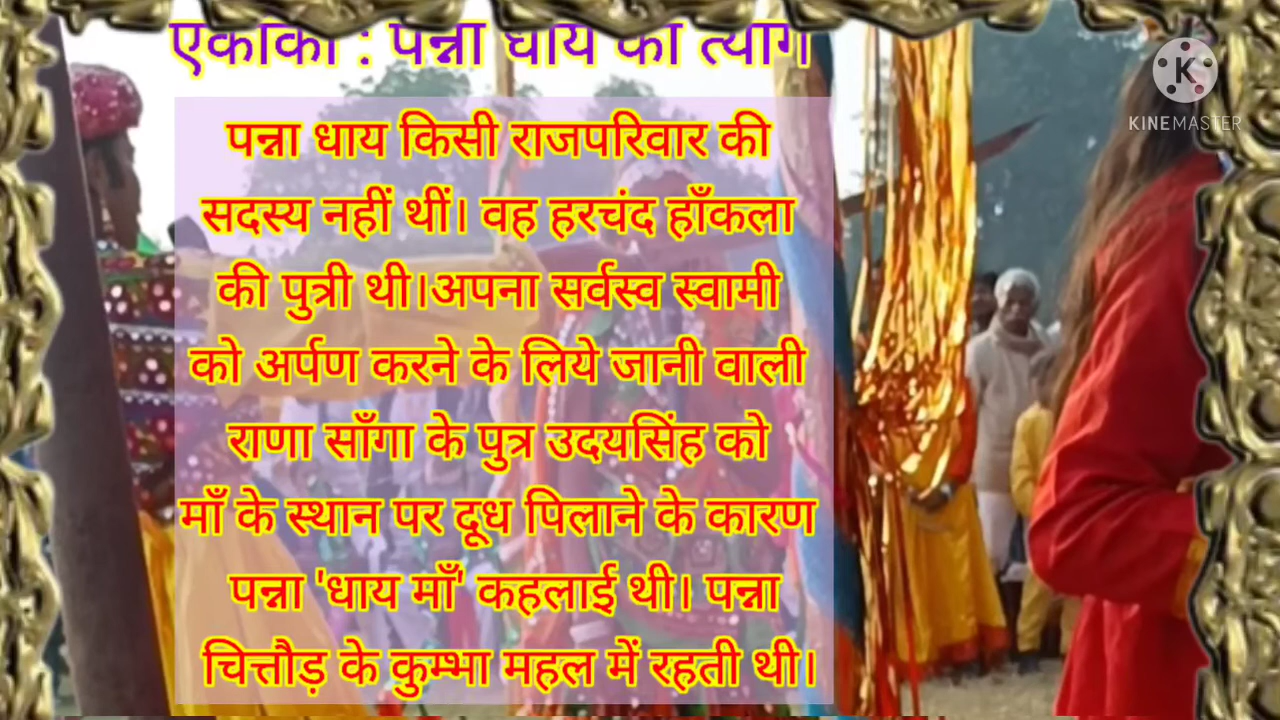 एकांकी : पन्ना धाय का त्याग
पन्ना धाय किसी राजपरिवार की
सदस्य नहीं थीं। वह हरचंद हाँकला
की पुत्री थी।अपना सर्वस्व स्वामी
को अर्पण करने के लिये जानी वाली
राणा साँगा के पुत्र उदयसिंह को
माँ के स्थान पर दूध पिलाने के कारण
पन्ना 'धाय माँ' कहलाई थी। पन्ना
चित्तौड़ के कुम्भा महल में रहती थी।
KINEMASTER